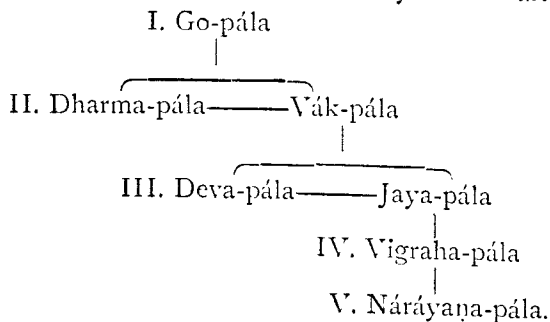 I. Go-pála
II. Dharma-pála—Vák-pála
III. Deva-pála—Jaya-pála
IV. Vigraha-pála
V. Náráyaṇa-pála.